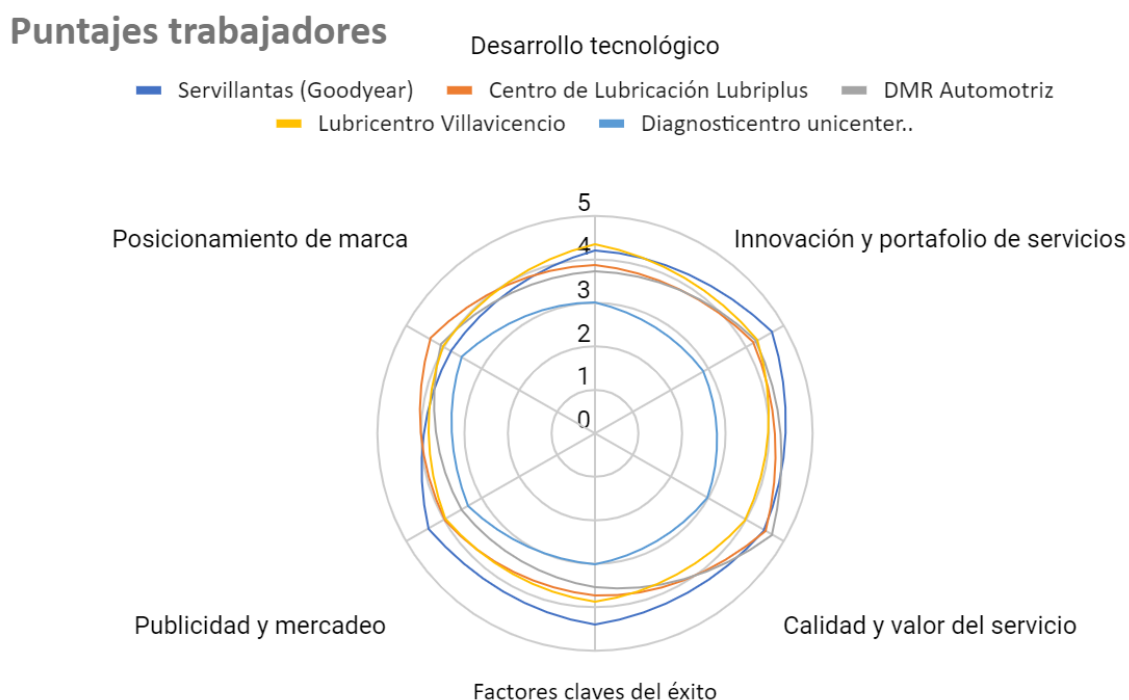 Puntajes trabajadores
Desarrollo tecnológico
Servillantas (Goodyear) Centro de Lubricación Lubriplus DMR Automotriz
Lubricentro Villavicencio Diagnosticentro unicenter..
5
Posicionamiento de marca Innovación y portafolio de servicios
4
3
2
1
0
Publicidad y mercadeo Calidad y valor del servicio
Factores claves del éxito